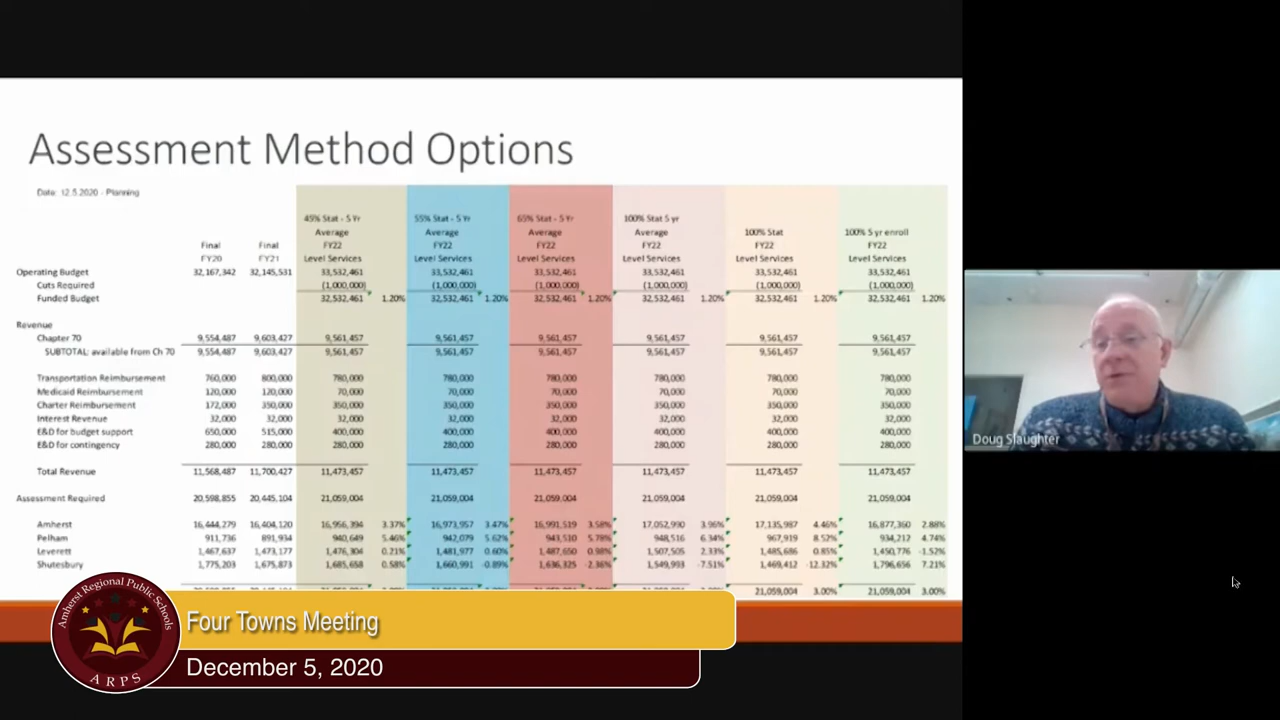 Assessment Method Options
Date: 12.5.2020 - Planning
45% Stat - 5 Yr 55% Stat - 5 Yr 65% Stat - 5 Yr 100% Stat 5 yr
Average Average Average Average 100% Stat 100% 5 yr enroll
Final Final FY22 FY22 FY22 FY22 FY22 FY22
FY20 FY21 Level Services Level Services Level Services Level Services Level Services Level Services
Operating Budget 32,167,342 32,145,531 33,532,461 33,532,461 33,532,461 33,532,461 33,532,461 33,532,461
Cuts Required (1,000,000) (1,000,000) (1,000,000) (1,000,000) (1,000,000) (1,000,000)
Funded Budget 32,532,461 1.20% 32,532,461 1.20% 32,532,461 1.20% 32,532,461 1.20% 32,532,461 1.20% 32,532,461 1.20%
Revenue
Chapter 70 9,554,487 9,603,427 9,561,457 9,561,457 9,561,457 9,561,457 9,561,457 9,561,457
SUBTOTAL: available from Ch 70 9,554,487 9,603,427 9,561,457 9,561,457 9,561,457 9,561,457 9,561,457 9,561,457
Transportation Reimbursement 760,000 800,000 780,000 780,000 780,000 780,000 780,000 780,000
Medicaid Reimbursement 120,000 120,000 70,000 70,000 70,000 70,000 70,000 70,000
Charter Reimbursement 172,000 350,000 350,000 350,000 350,000 350,000 350,000 350,000
Interest Revenue 32,000 32,000 32,000 32,000 32,000 32,000 32,000 32,000
E&D for budget support 650,000 515,000 400,000 400,000 400,000 400,000 400,000 400,000
E&D for contingency 280,000 280,000 280,000 280,000 280,000 280,000 280,000 280,000
Total Revenue 11,568,487 11,700,427 11,473,457 11,473,457 11,473,457 11,473,457 11,473,457 11,473,457
Assessment Required 20,598,855 20,445,104 21,059,004 21,059,004 21,059,004 21,059,004 21,059,004 21,059,004
Amherst 16,444,279 16,404,120 16,956,394 3.37% 16,973,957 3.47% 16,991,519 3.58% 17,052,990 3.96% 17,135,987 4.46% 16,877,360 2.88%
Pelham 911,736 891,934 940,649 5.46% 942,079 5.62% 943,510 5.78% 948,516 6.34% 967,919 8.52% 934,212 4.74%
Leverett 1,467,637 1,473,177 1,476,304 0.21% 1,481,977 0.60% 1,487,650 0.98% 1,507,505 2.33% 1,485,686 0.85% 1,450,776 -1.52%
Shutesbury 1,775,203 1,675,873 1,685,658 0.58% 1,660,991 -0.89% 1,636,325 -2.36% 1,549,993 -7.51% 1,469,412 -12.32% 1,796,656 7.21%
21,059,004 3.00% 21,059,004 3.00%
Doug Slaughter
Amherst Regional Public Schools
ARPS
Four Towns Meeting
December 5, 2020